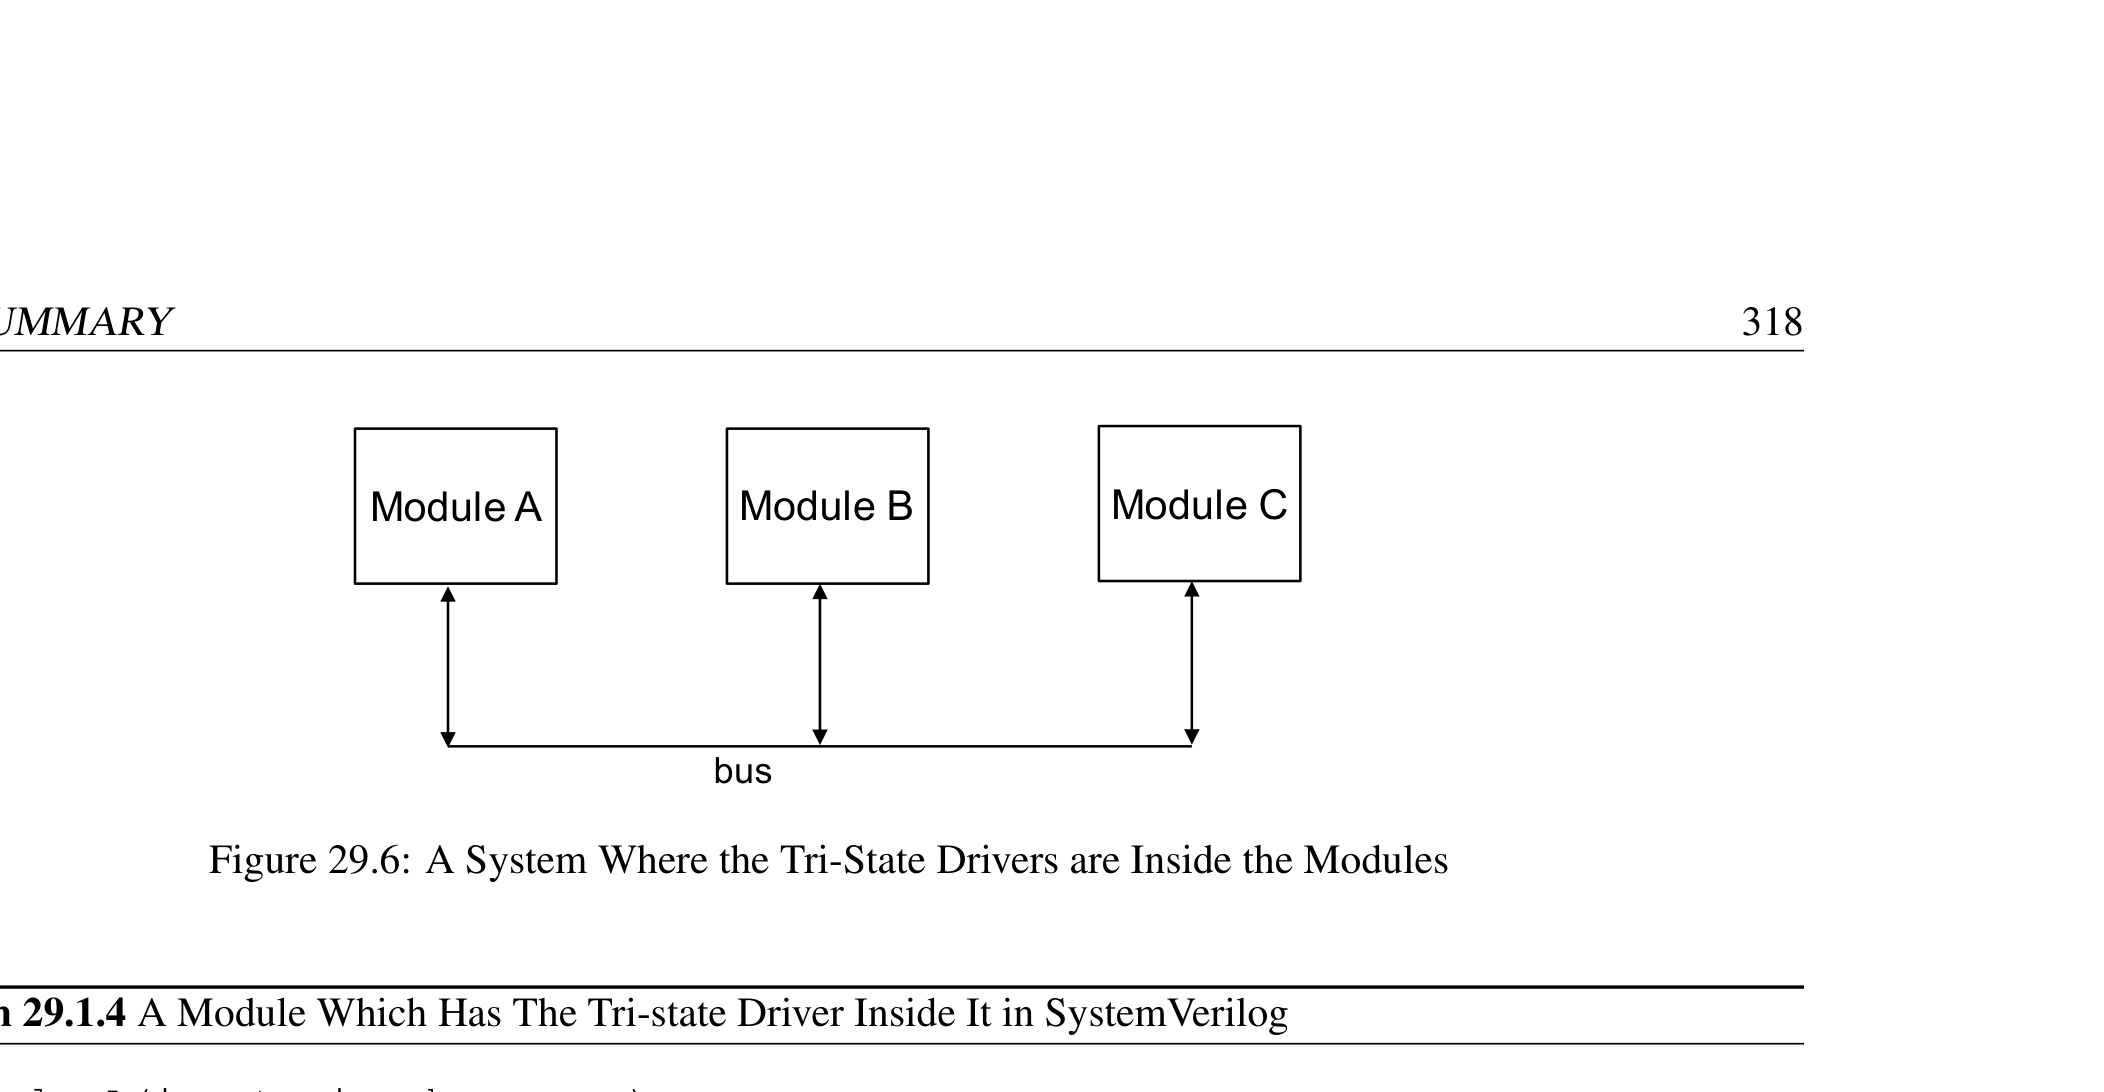 UMMARY 318
Module A Module B Module C
bus
Figure 29.6: A System Where the Tri-State Drivers are Inside the Modules
29.1.4 A Module Which Has The Tri-state Driver Inside It in SystemVerilog